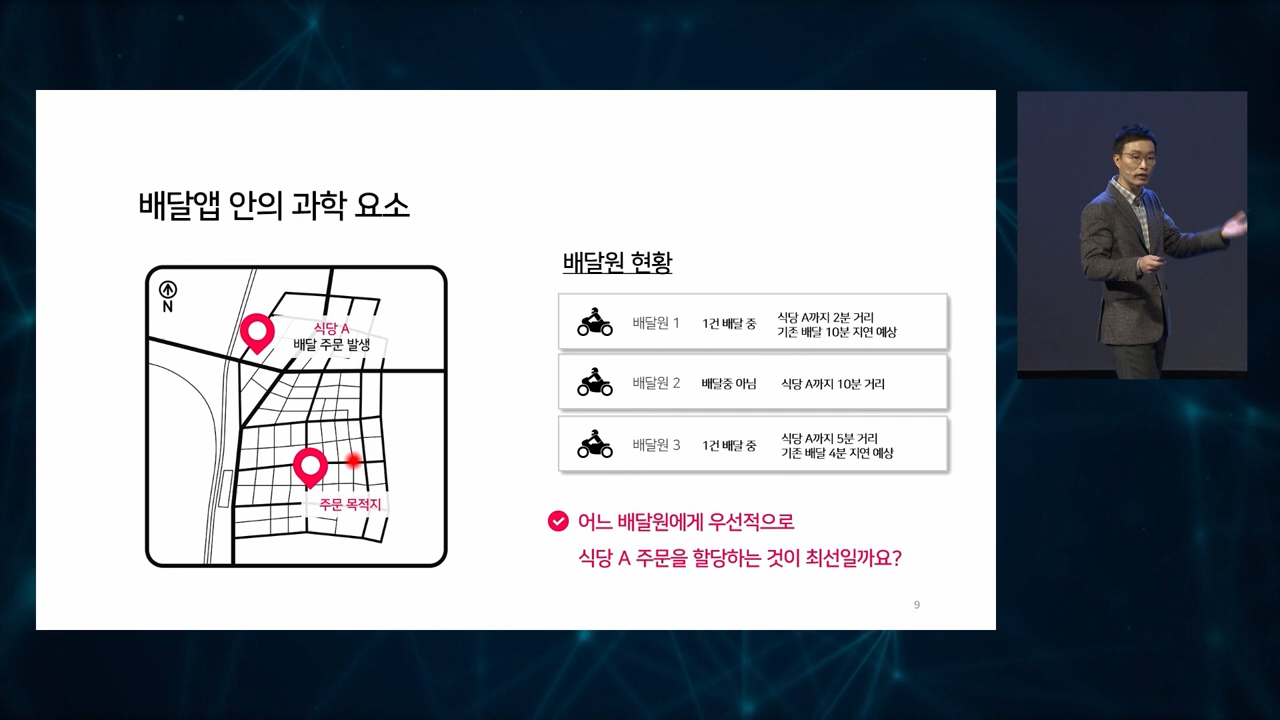 배달앱 안의 과학 요소
N
식당 A
배달 주문 발생
주문 목적지
배달원 현황
배달원 1 1건 배달 중 식당 A까지 2분 거리
기존 배달 10분 지연 예상
배달원 2 배달중 아님 식당 A까지 10분 거리
배달원 3 1건 배달 중 식당 A까지 5분 거리
기존 배달 4분 지연 예상
어느 배달원에게 우선적으로
식당 A 주문을 할당하는 것이 최선일까요?
9